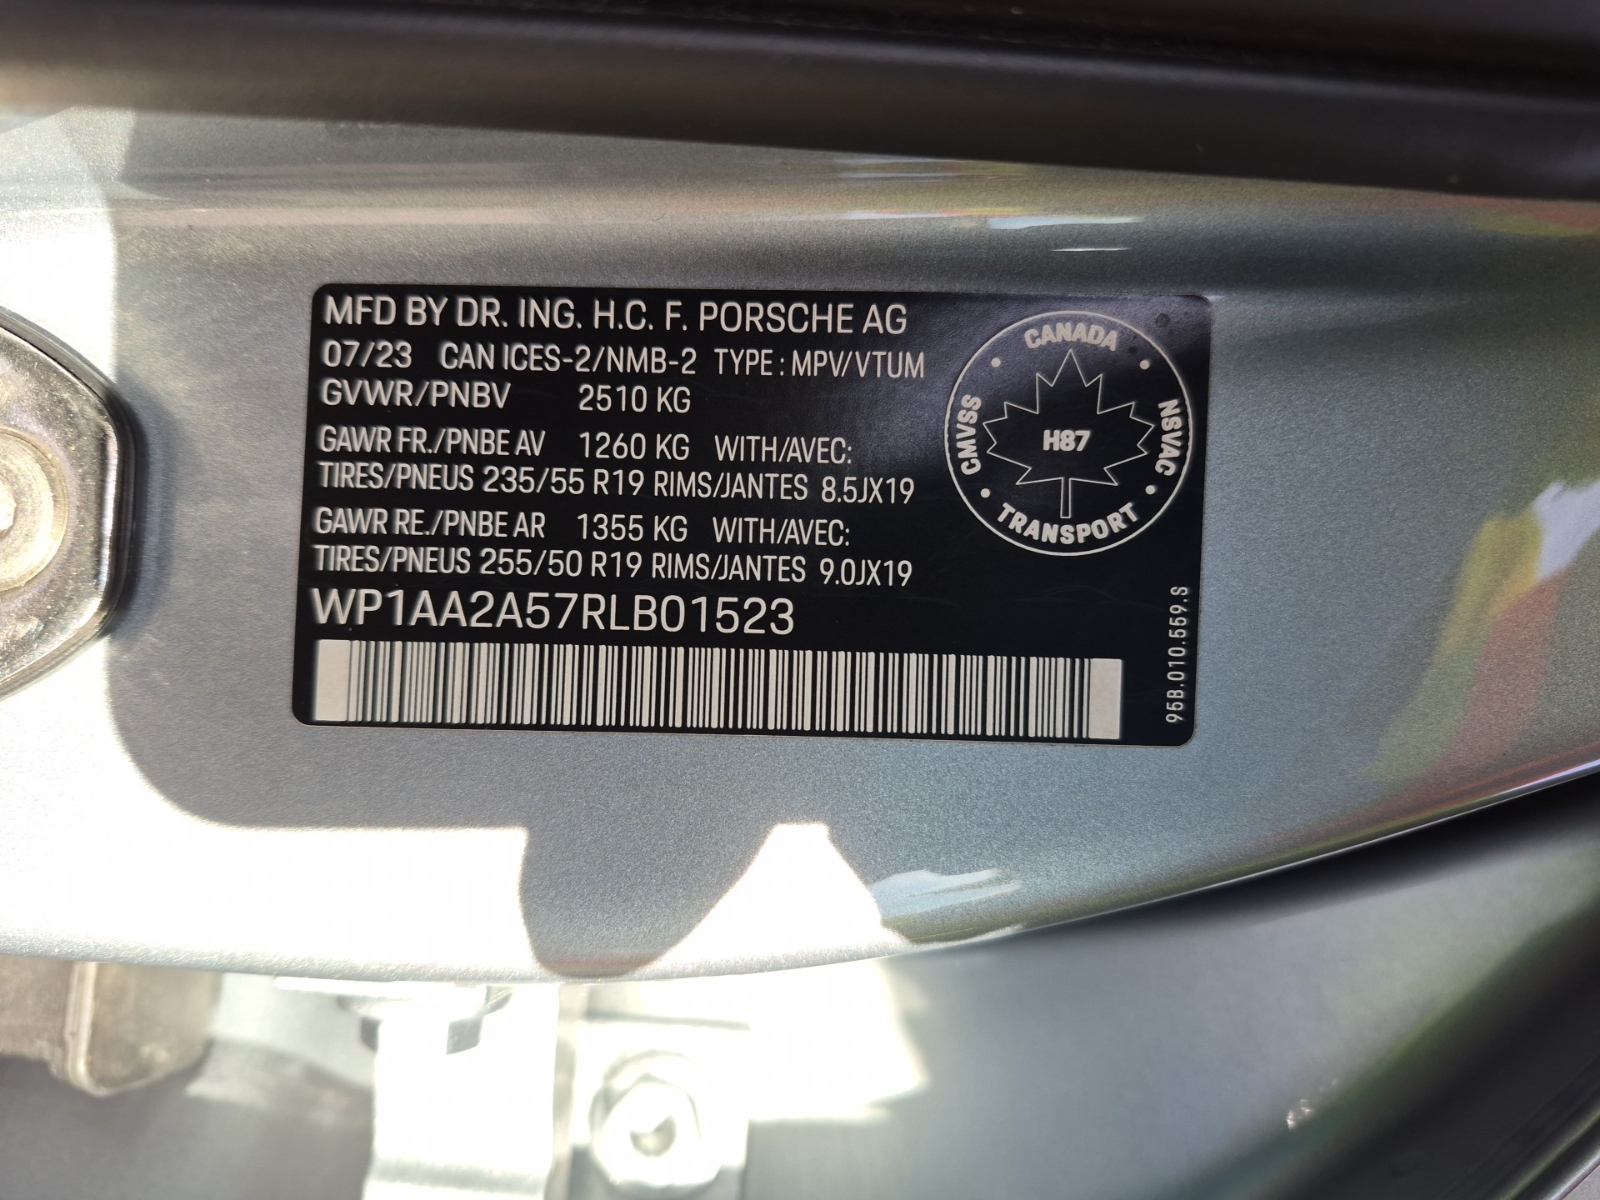 MFD BY DR. ING. H.C. F. PORSCHE AG
07/23 CAN ICES-2/NMB-2 TYPE : MPV/VTUM
GVWR/PNBV 2510 KG
GAWR FR./PNBE AV 1260 KG WITH/AVEC:
TIRES/PNEUS 235/55 R19 RIMS/JANTES 8.5JX19
GAWR RE./PNBE AR 1355 KG WITH/AVEC:
TIRES/PNEUS 255/50 R19 RIMS/JANTES 9.0JX19
WP1AA2A57RLB01523
CANADA
CMVSS
NSVAC
H87
TRANSPORT
95B.010.559.S